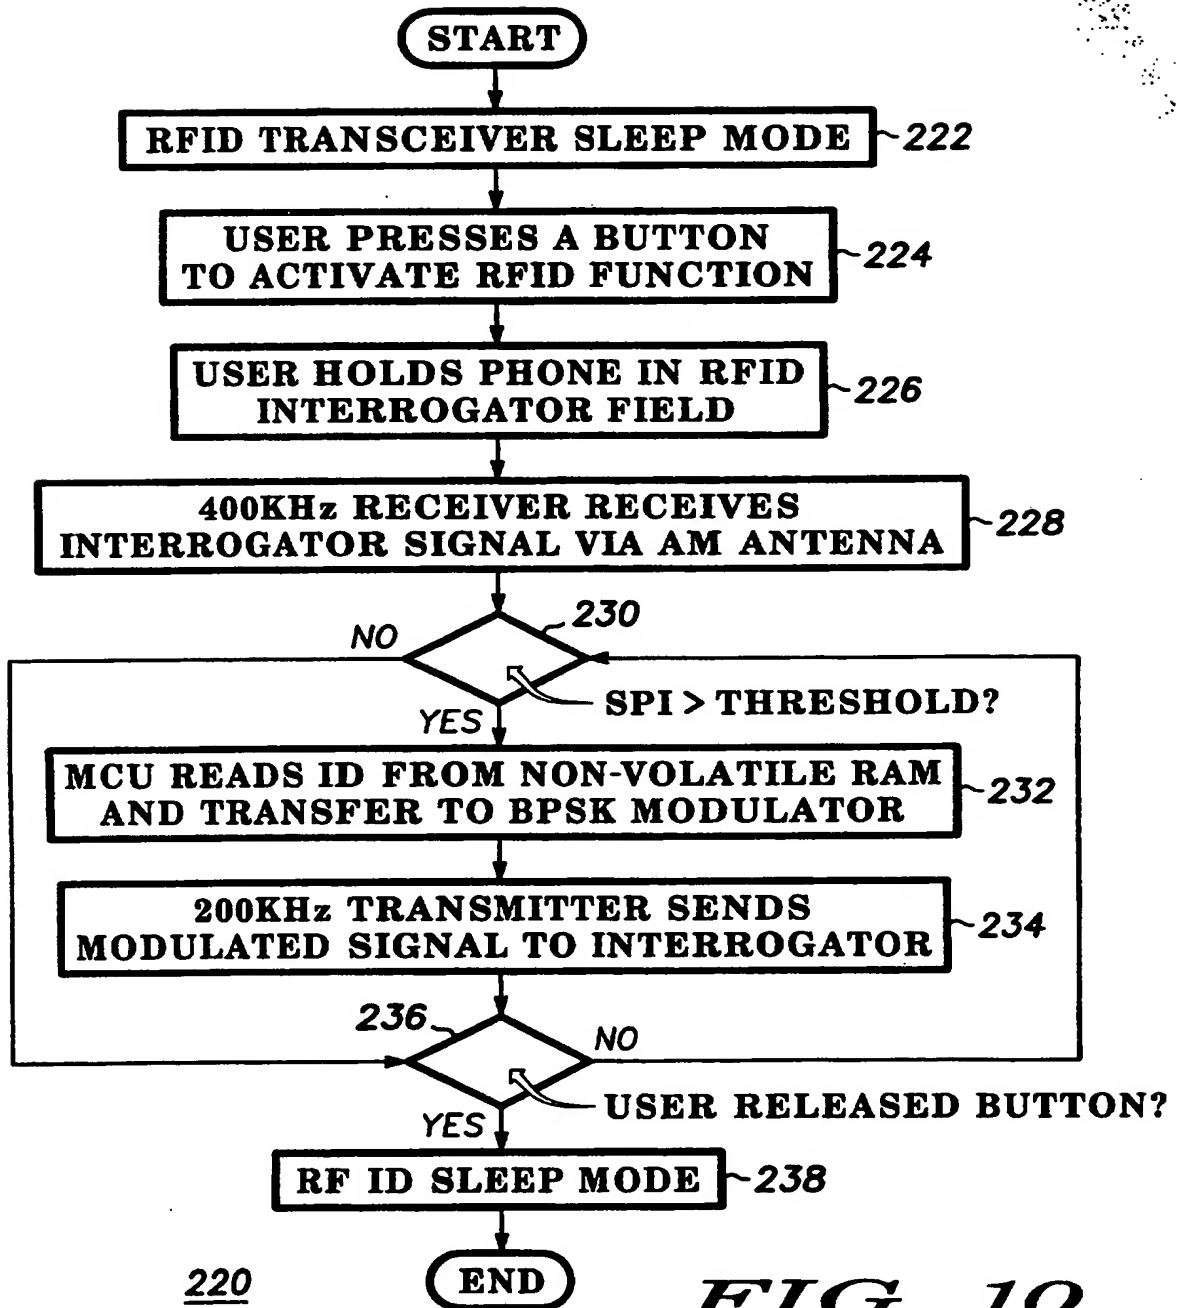 START
RFID TRANSCEIVER SLEEP MODE
222
USER PRESSES A BUTTON
TO ACTIVATE RFID FUNCTION
224
USER HOLDS PHONE IN RFID
INTERROGATOR FIELD
226
400KHz RECEIVER RECEIVES
INTERROGATOR SIGNAL VIA AM ANTENNA
228
230
NO
SPI > THRESHOLD?
YES
MCU READS ID FROM NON-VOLATILE RAM
AND TRANSFER TO BPSK MODULATOR
232
200KHz TRANSMITTER SENDS
MODULATED SIGNAL TO INTERROGATOR
234
236
NO
USER RELEASED BUTTON?
YES
RF ID SLEEP MODE
238
END
220
FIG. 12